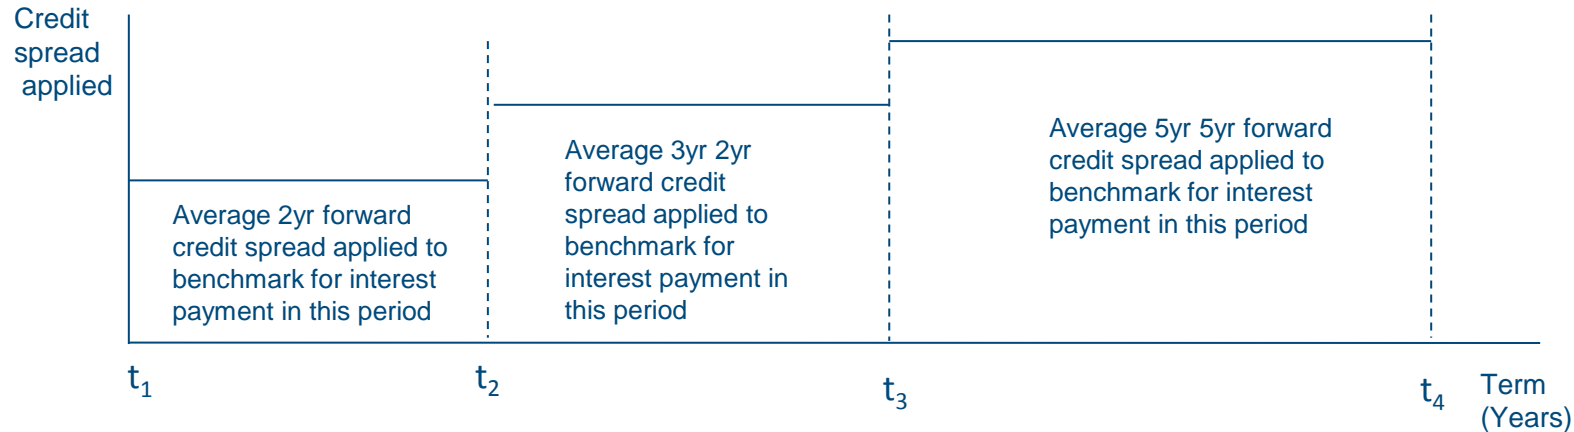 Credit
spread
applied
Average 2yr forward
credit spread applied to
benchmark for interest
payment in this period
Average 3yr 2yr
forward credit
spread applied to
benchmark for
interest payment in
this period
Average 5yr 5yr forward
credit spread applied to
benchmark for interest
payment in this period
t1
t2
t3
t4
Term
(Years)